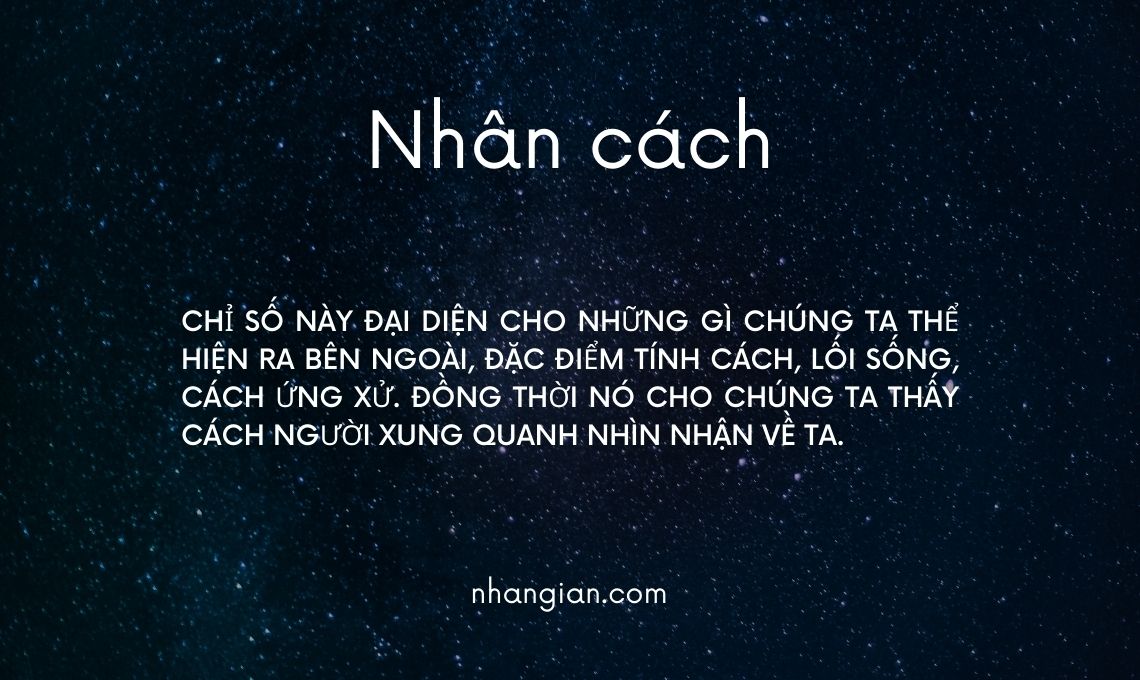 Nhân cách
CHỈ SỐ NÀY ĐẠI DIỆN CHO NHỮNG GÌ CHÚNG TA THỂ
HIỆN RA BÊN NGOÀI, ĐẶC ĐIỂM TÍNH CÁCH, LỐI SỐNG,
CÁCH ỨNG XỬ. ĐỒNG THỜI NÓ CHO CHÚNG TA THẤY
CÁCH NGƯỜI XUNG QUANH NHÌN NHẬN VỀ TA.
nhangian.com